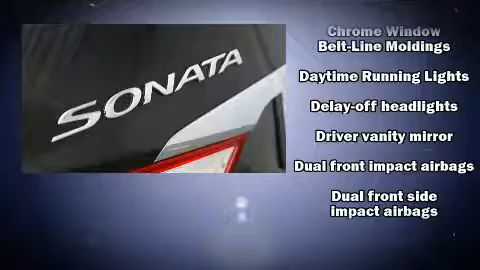 SONATA
Chrome Window
Belt-Line Moldings
Daytime Running Lights
Delay-off headlights
Driver vanity mirror
Dual front impact airbags
Dual front side
impact airbags